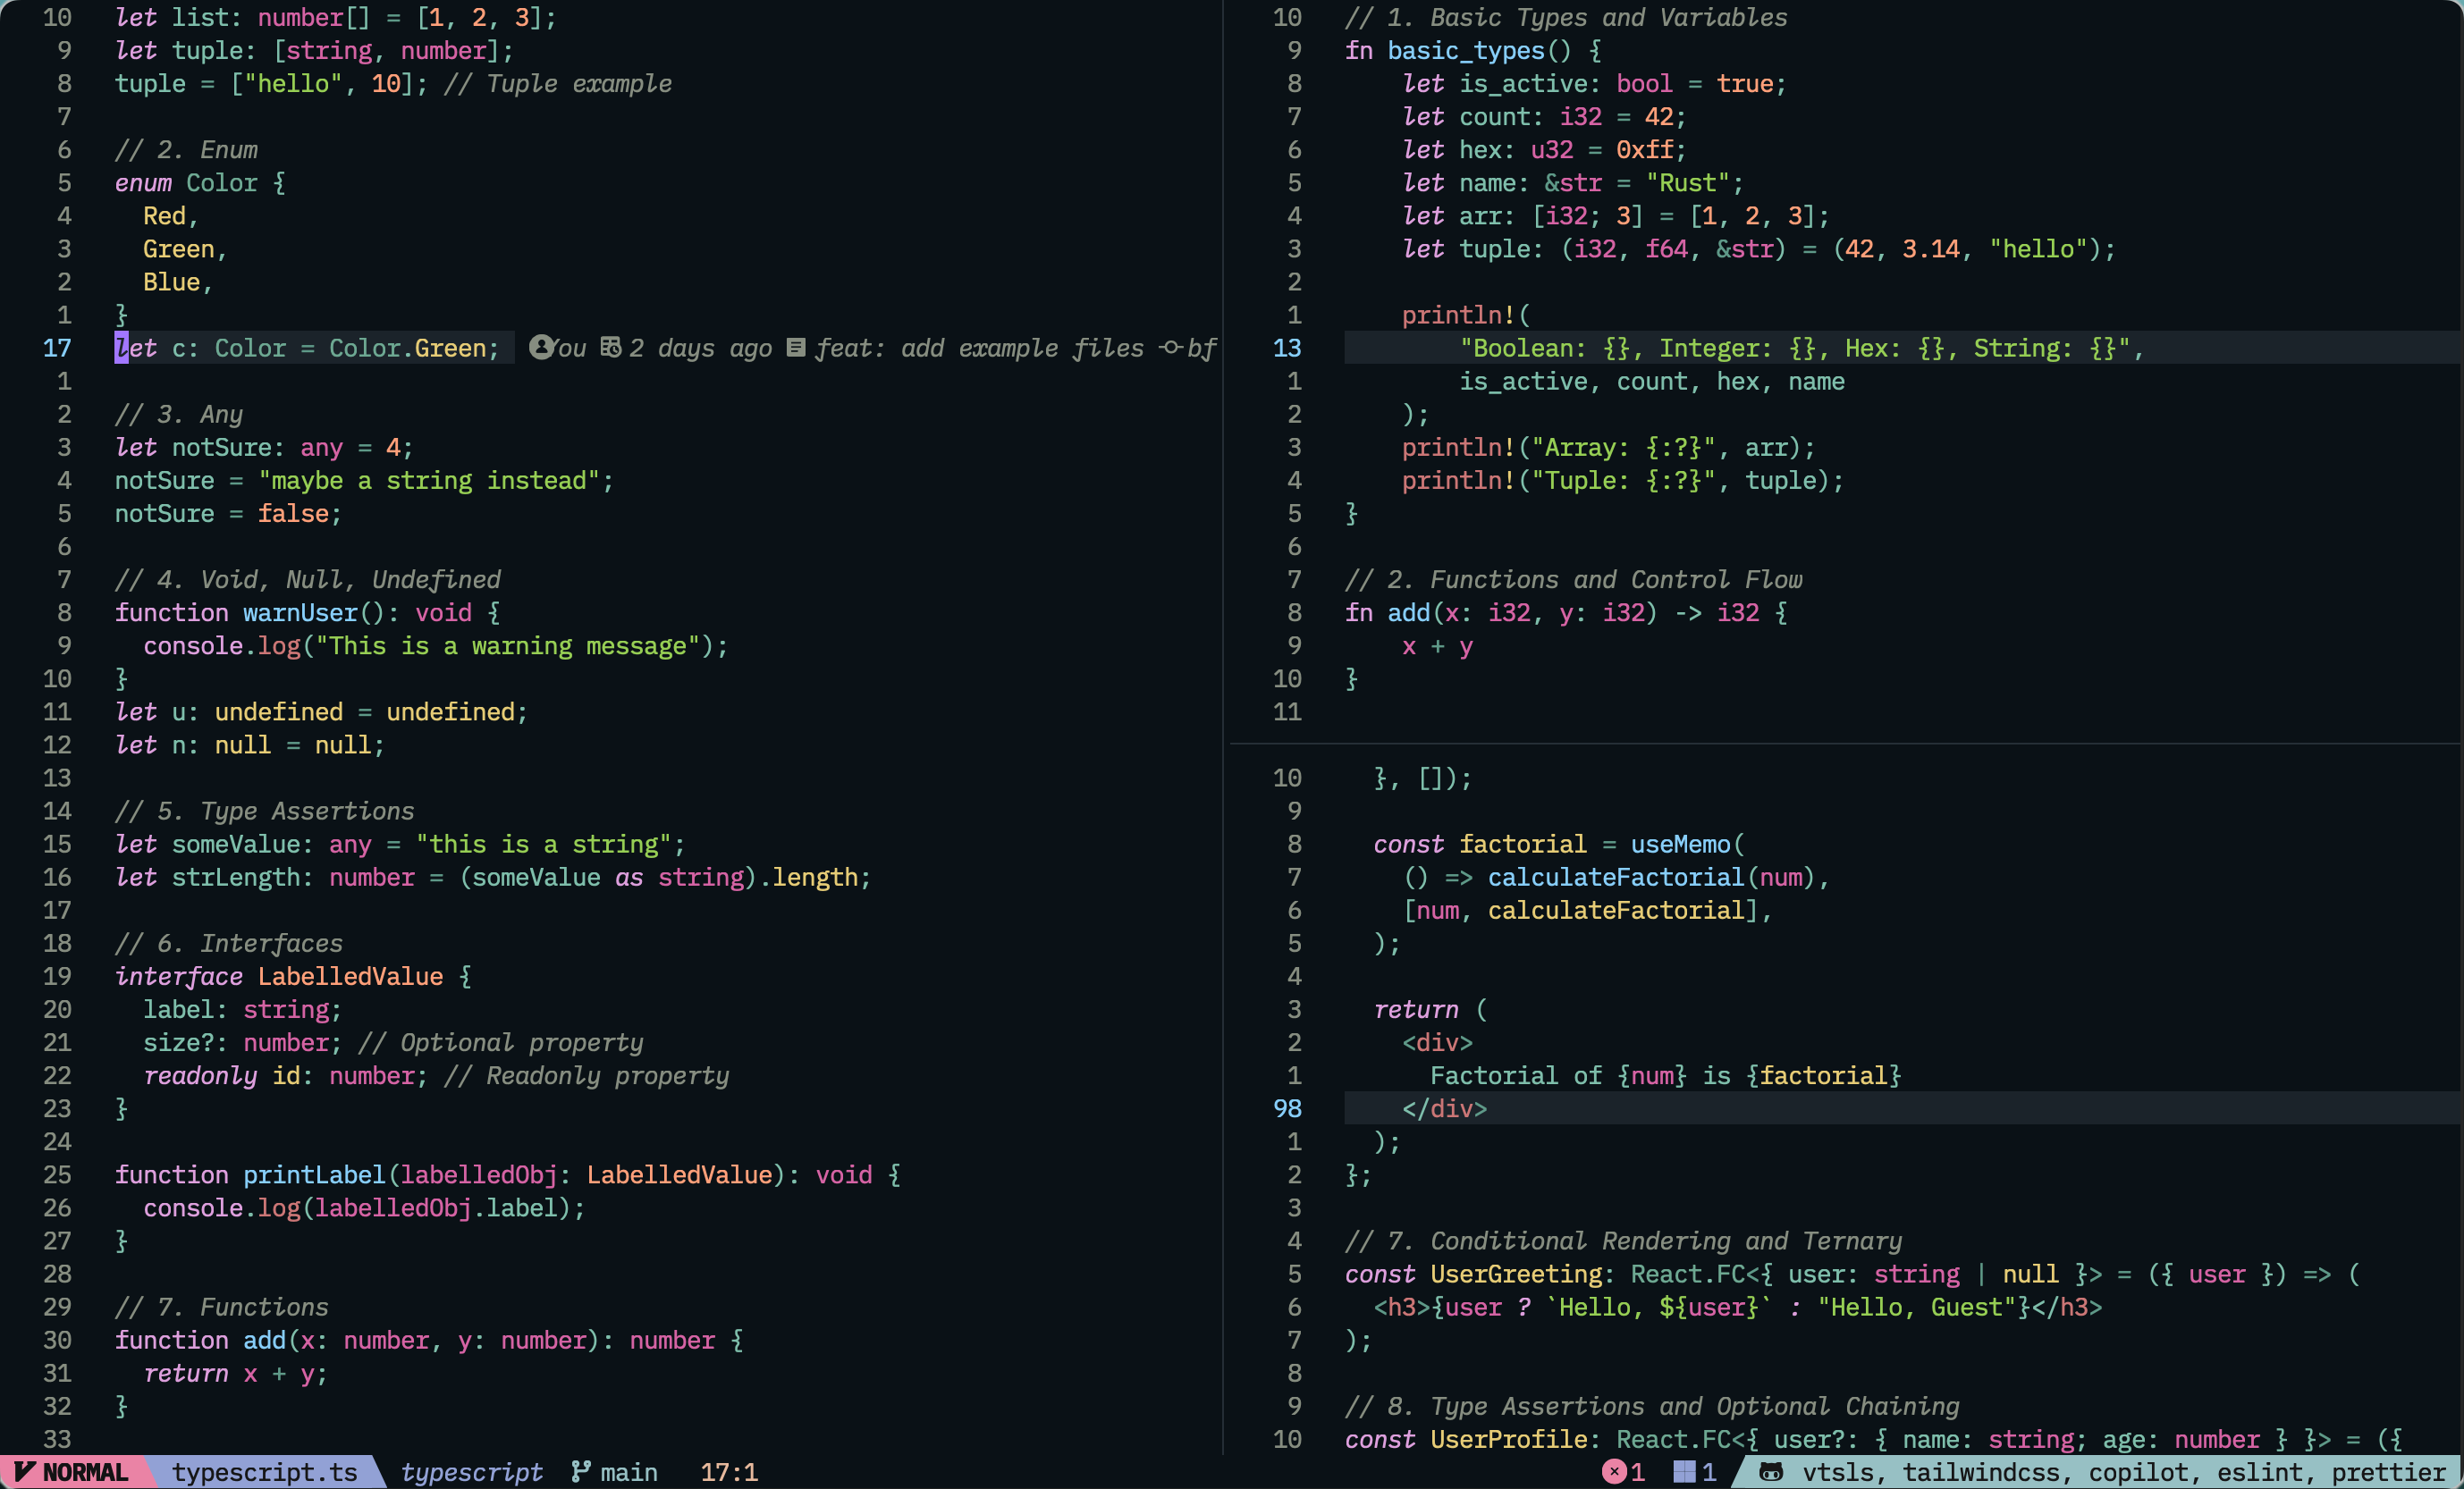 10 let list: number[] = [1, 2, 3];
9 let tuple: [string, number];
8 tuple = ["hello", 10]; // Tuple example
7
6 // 2. Enum
5 enum Color {
4   Red,
3   Green,
2   Blue,
1 }
17 let c: Color = Color.Green; You 2 days ago feat: add example files bf
1
2 // 3. Any
3 let notSure: any = 4;
4 notSure = "maybe a string instead";
5 notSure = false;
6
7 // 4. Void, Null, Undefined
8 function warnUser(): void {
9   console.log("This is a warning message");
10 }
11 let u: undefined = undefined;
12 let n: null = null;
13
14 // 5. Type Assertions
15 let someValue: any = "this is a string";
16 let strLength: number = (someValue as string).length;
17
18 // 6. Interfaces
19 interface LabelledValue {
20   label: string;
21   size?: number; // Optional property
22   readonly id: number; // Readonly property
23 }
24
25 function printLabel(labelledObj: LabelledValue): void {
26   console.log(labelledObj.label);
27 }
28
29 // 7. Functions
30 function add(x: number, y: number): number {
31   return x + y;
32 }
33
10 // 1. Basic Types and Variables
9 fn basic_types() {
8     let is_active: bool = true;
7     let count: i32 = 42;
6     let hex: u32 = 0xff;
5     let name: &str = "Rust";
4     let arr: [i32; 3] = [1, 2, 3];
3     let tuple: (i32, f64, &str) = (42, 3.14, "hello");
2
1     println!(
13         "Boolean: {}, Integer: {}, Hex: {}, String: {}",
1         is_active, count, hex, name
2     );
3     println!("Array: {:?}", arr);
4     println!("Tuple: {:?}", tuple);
5 }
6
7 // 2. Functions and Control Flow
8 fn add(x: i32, y: i32) -> i32 {
9     x + y
10 }
11
10   }, []);
9
8   const factorial = useMemo(
7     () => calculateFactorial(num),
6     [num, calculateFactorial],
5   );
4
3   return (
2     <div>
1       Factorial of {num} is {factorial}
98     </div>
1   );
2 };
3
4 // 7. Conditional Rendering and Ternary
5 const UserGreeting: React.FC<{ user: string | null }> = ({ user }) => (
6   <h3>{user ? `Hello, ${user}` : "Hello, Guest"}</h3>
7 );
8
9 // 8. Type Assertions and Optional Chaining
10 const UserProfile: React.FC<{ user?: { name: string; age: number } }> = ({
NORMAL typescript.ts typescript main 17:1 1 1 vtsls, tailwindcss, copilot, eslint, prettier